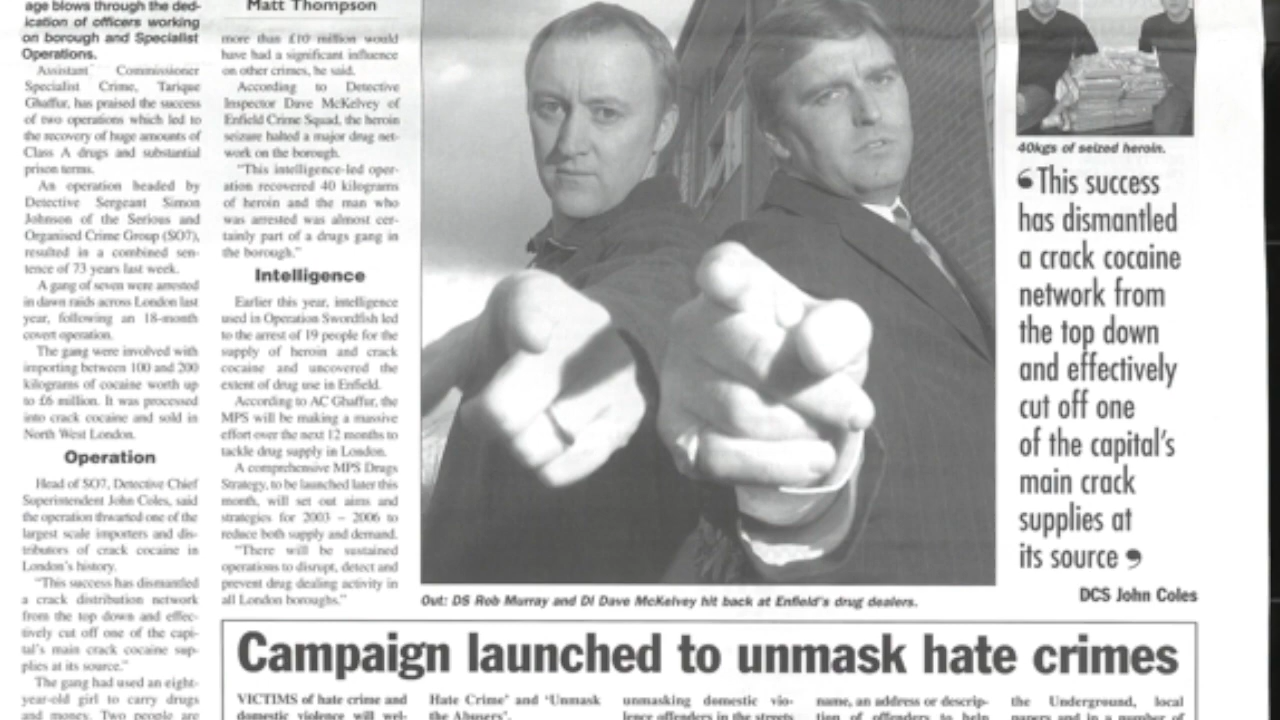 age blows through the ded-
ication of officers working
on borough and Specialist
Operations.
Assistant Commissioner
Specialist Crime, Tarique
Ghaffur, has praised the success
of two operations which led to
the recovery of huge amounts of
Class A drugs and substantial
prison terms.
An operation headed by
Detective Sergeant Simon
Johnson of the Serious and
Organised Crime Group (SO7),
resulted in a combined sen-
tence of 73 years last week.
A gang of seven were arrested
in dawn raids across London last
year, following an 18-month
covert operation.
The gang were involved with
importing between 100 and 200
kilograms of cocaine worth up
to £6 million. It was processed
into crack cocaine and sold in
North West London.
Operation
Head of SO7, Detective Chief
Superintendent John Coles, said
the operation thwarted one of the
largest scale importers and dis-
tributors of crack cocaine in
London's history.
"This success has dismantled
a crack distribution network
from the top down and effec-
tively cut off one of the capi-
tal's main crack cocaine sup-
plies at its source."
The gang had used an eight-
year-old girl to carry drugs
and money. Two people are
Matt Thompson
more than £10 million would
have had a significant influence
on other crimes, he said.
According to Detective
Inspector Dave McKelvey of
Enfield Crime Squad, the heroin
seizure halted a major drug net-
work on the borough.
"This intelligence-led oper-
ation recovered 40 kilograms
of heroin and the man who
was arrested was almost cer-
tainly part of a drugs gang in
the borough."
Intelligence
Earlier this year, intelligence
used in Operation Swordfish led
to the arrest of 19 people for the
supply of heroin and crack
cocaine and uncovered the
extent of drug use in Enfield.
According to AC Ghaffur, the
MPS will be making a massive
effort over the next 12 months to
tackle drug supply in London.
A comprehensive MPS Drugs
Strategy, to be launched later this
month, will set out aims and
strategies for 2003 – 2006 to
reduce both supply and demand.
"There will be sustained
operations to disrupt, detect and
prevent drug dealing activity in
all London boroughs."
Out: DS Rob Murray and DI Dave McKelvey hit back at Enfield's drug dealers.
40kgs of seized heroin.
‘This success
has dismantled
a crack cocaine
network from
the top down
and effectively
cut off one
of the capital's
main crack
supplies at
its source’
DCS John Coles
Campaign launched to unmask hate crimes
VICTIMS of hate crime and
domestic violence will wel-
Hate Crime' and 'Unmask
the Abusers'.
unmasking domestic vio-
lence offenders in the streets
name, an address or descrip-
tion of offenders to help
the Underground, local
papers and in a number of